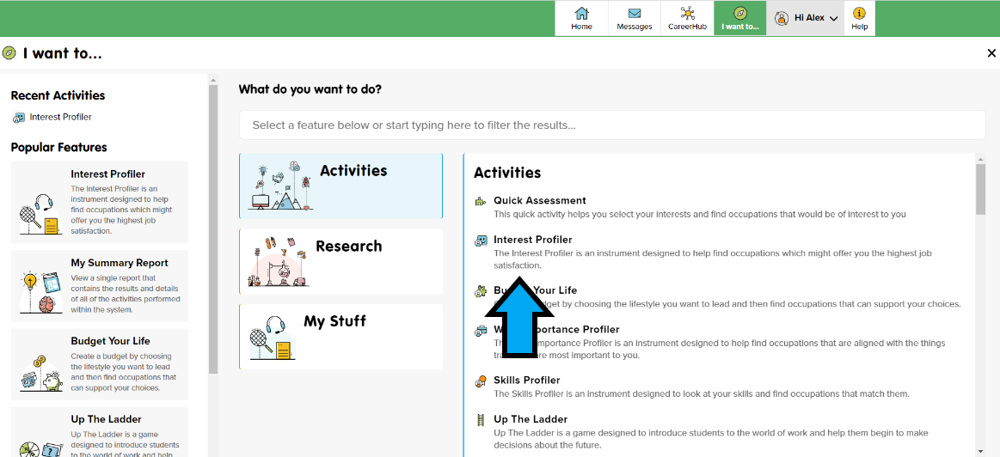 Home
Messages
CareerHub
I want to...
Hi Alex
Help
I want to...
Recent Activities
Interest Profiler
Popular Features
Interest Profiler
The Interest Profiler is an
instrument designed to help
find occupations which might
offer you the highest job
satisfaction.
My Summary Report
View a single report that
contains the results and details
of all of the activities performed
within the system.
Budget Your Life
Create a budget by choosing
the lifestyle you want to lead
and then find occupations that
can support your choices.
Up The Ladder
Up The Ladder is a game
designed to introduce students
to the world of work and help
What do you want to do?
Select a feature below or start typing here to filter the results...
Activities
Research
My Stuff
Activities
Quick Assessment
This quick activity helps you select your interests and find occupations that would be of interest to you
Interest Profiler
The Interest Profiler is an instrument designed to help find occupations which might offer you the highest job
satisfaction.
Your Life
by choosing the lifestyle you want to lead and then find occupations that can support your choices.
Profiler
Importance Profiler is an instrument designed to help find occupations that are aligned with the things
are most important to you.
Skills Profiler
The Skills Profiler is an instrument designed to look at your skills and find occupations that match them.
Up The Ladder
Up The Ladder is a game designed to introduce students to the world of work and help them begin to make
decisions about the future.